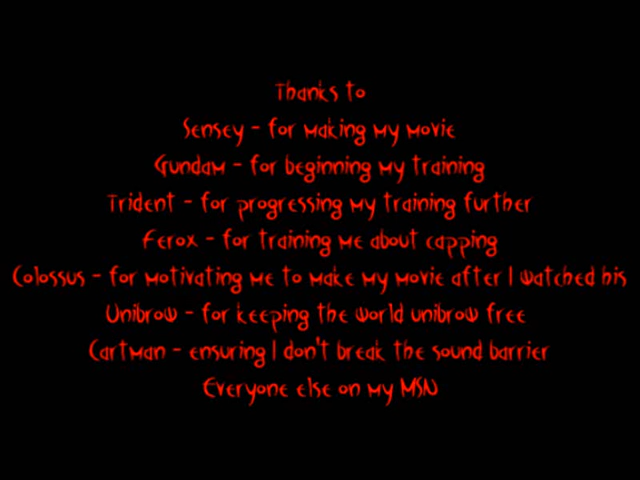 Thanks to
Sensey - for making my movie
Gundam - for beginning my training
Trident - for progressing my training further
Ferox - for training me about capping
Colossus - for motivating me to make my movie after I watched his
Unibrow - for keeping the world unibrow free
Cartman - ensuring I don't break the sound barrier
Everyone else on my MSN